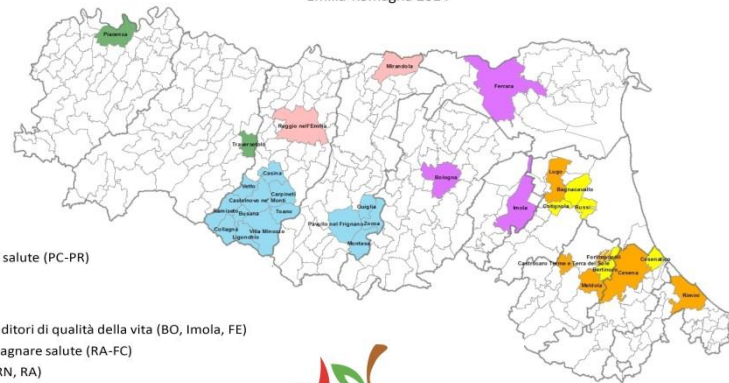 Emilia-Romagna 2014
Piacenza
Mirandola
Ferrara
Reggio nell'Emilia
Traversetolo
Casina
Vetto
Carpineti
Castelnovo ne' Monti
Ramiseto
Busana
Toano
Collagna
Villa Minozzo
Ligonchio
Guiglia
Pavullo nel Frignano
Zocca
Montese
Bologna
Imola
Lugo
Bagnacavallo
Cotignola
Russi
Castrocaro Terme e Terra del Sole
Forlimpopoli
Bertinoro
Cesenatico
Cesena
Meldola
Rimini
salute (PC-PR)
ditori di qualità della vita (BO, Imola, FE)
agnare salute (RA-FC)
RN, RA)